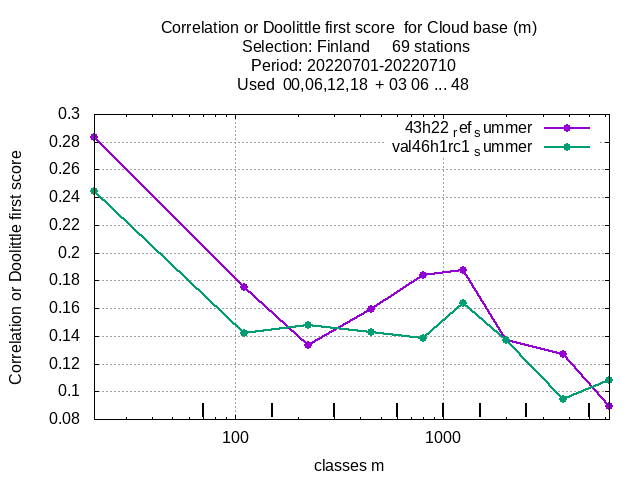 Correlation or Doolittle first score  for Cloud base (m)
Selection: Finland     69 stations
Period: 20220701-20220710
Used  00,06,12,18  + 03 06 ... 48
43h22 ref summer
val46h1rc1 summer
Correlation or Doolittle first score
0.3
0.28
0.26
0.24
0.22
0.2
0.18
0.16
0.14
0.12
0.1
0.08
100 1000
classes m